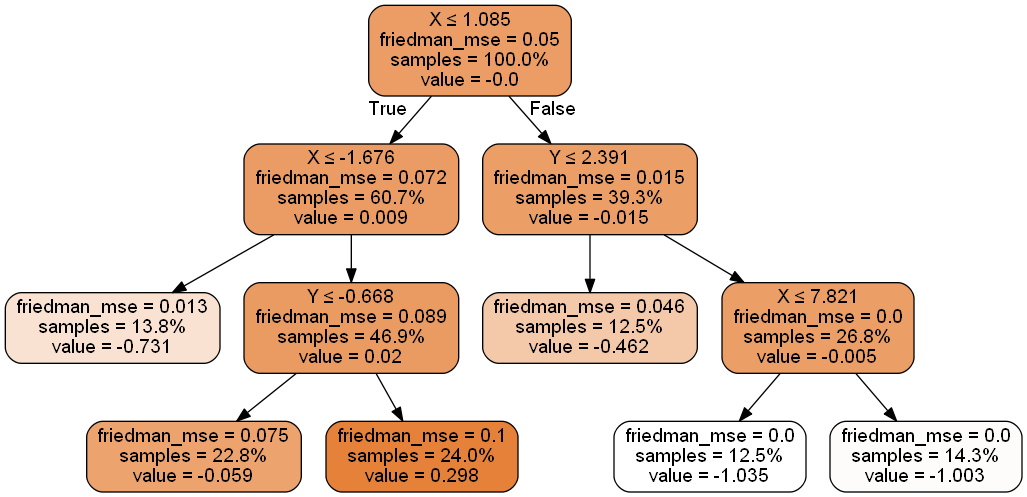 X ≤ 1.085
friedman_mse = 0.05
samples = 100.0%
value = -0.0
True
False
X ≤ -1.676
friedman_mse = 0.072
samples = 60.7%
value = 0.009
Y ≤ 2.391
friedman_mse = 0.015
samples = 39.3%
value = -0.015
friedman_mse = 0.013
samples = 13.8%
value = -0.731
Y ≤ -0.668
friedman_mse = 0.089
samples = 46.9%
value = 0.02
friedman_mse = 0.046
samples = 12.5%
value = -0.462
X ≤ 7.821
friedman_mse = 0.0
samples = 26.8%
value = -0.005
friedman_mse = 0.075
samples = 22.8%
value = -0.059
friedman_mse = 0.1
samples = 24.0%
value = 0.298
friedman_mse = 0.0
samples = 12.5%
value = -1.035
friedman_mse = 0.0
samples = 14.3%
value = -1.003